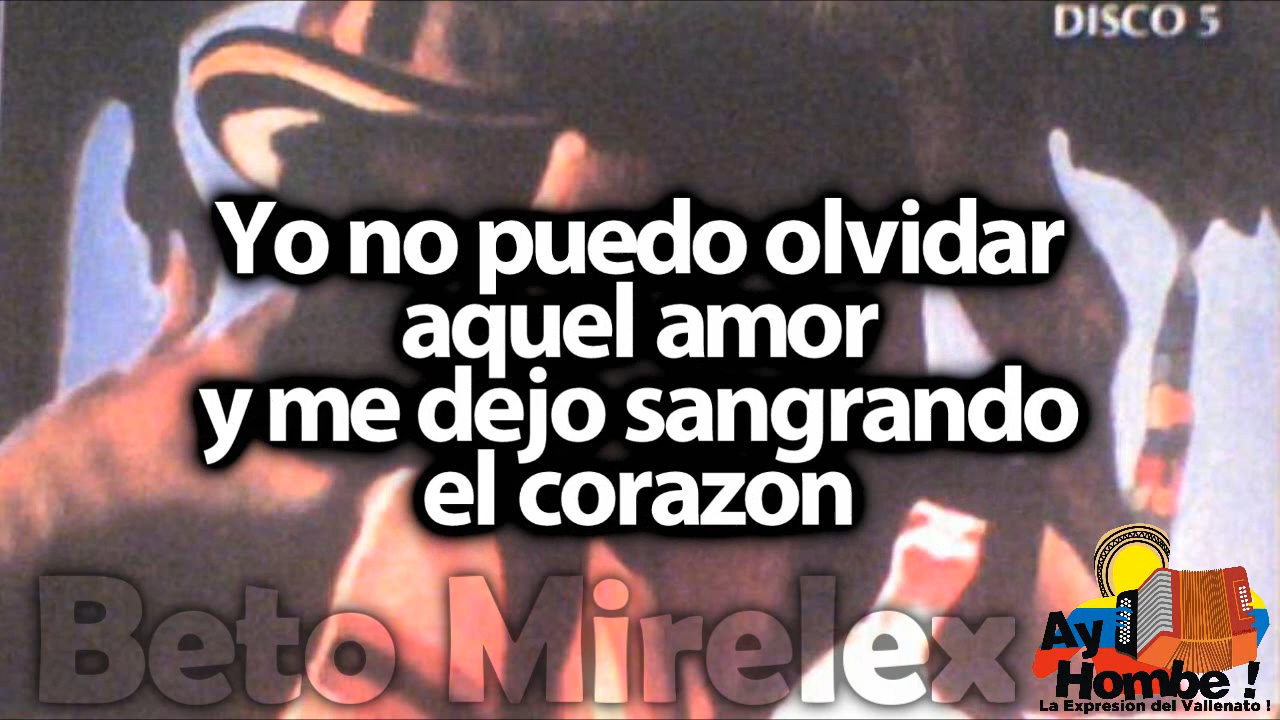 DISCO 5
Yo no puedo olvidar
aquel amor
y me dejo sangrando
el corazon
Beto Mirelex
Ay
Hombe !
La Expresion del Vallenato !